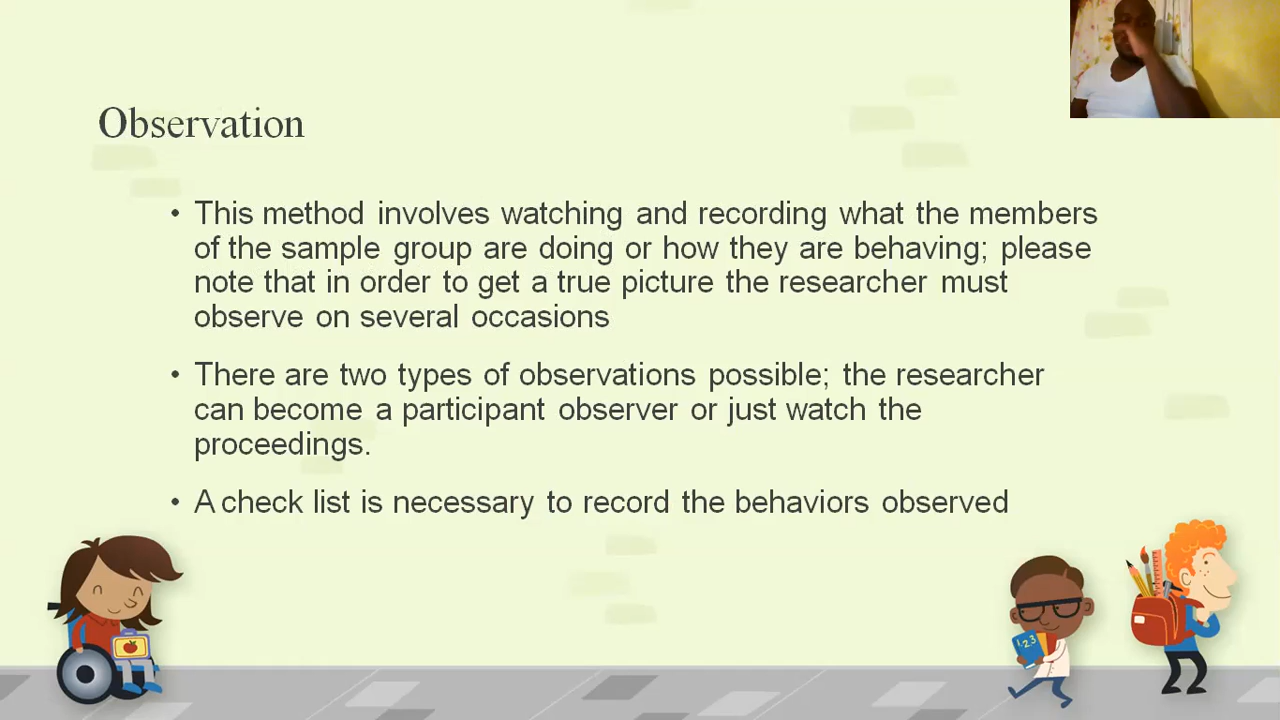 Observation
• This method involves watching and recording what the members
of the sample group are doing or how they are behaving; please
note that in order to get a true picture the researcher must
observe on several occasions
• There are two types of observations possible; the researcher
can become a participant observer or just watch the
proceedings.
• A check list is necessary to record the behaviors observed
123